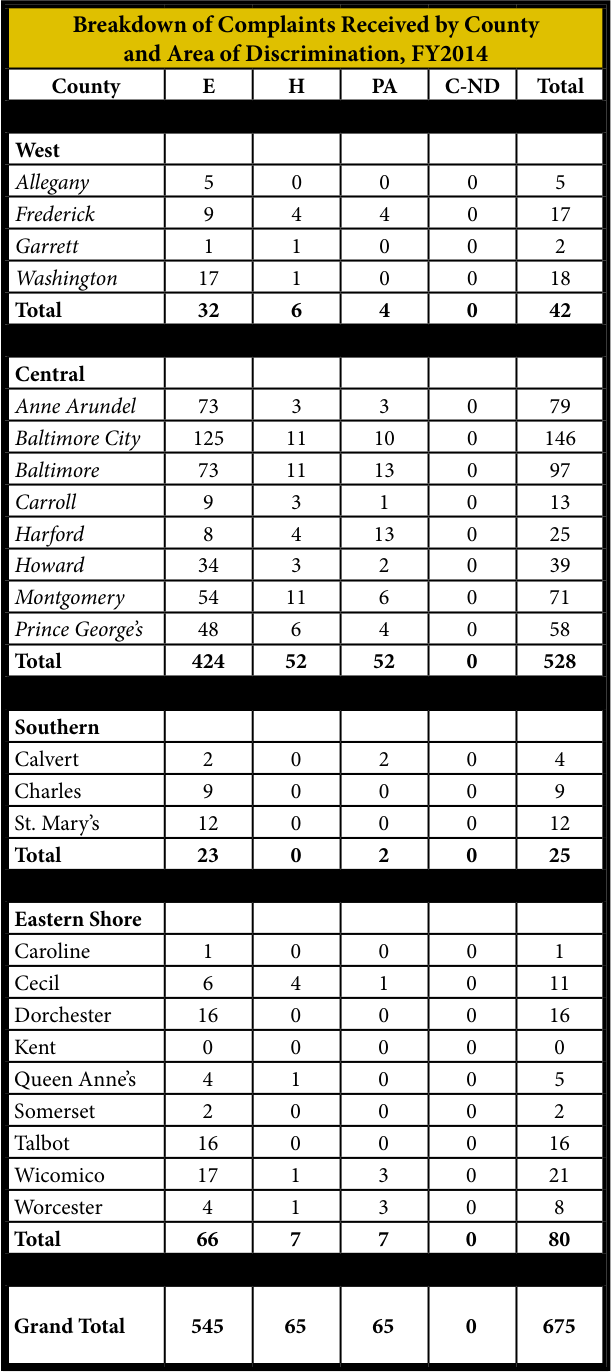 Breakdown of Complaints Received by County
and Area of Discrimination, FY2014
County E H PA C-ND Total
West
Allegany 5 0 0 0 5
Frederick 9 4 4 0 17
Garrett 1 1 0 0 2
Washington 17 1 0 0 18
Total 32 6 4 0 42
Central
Anne Arundel 73 3 3 0 79
Baltimore City 125 11 10 0 146
Baltimore 73 11 13 0 97
Carroll 9 3 1 0 13
Harford 8 4 13 0 25
Howard 34 3 2 0 39
Montgomery 54 11 6 0 71
Prince George’s 48 6 4 0 58
Total 424 52 52 0 528
Southern
Calvert 2 0 2 0 4
Charles 9 0 0 0 9
St. Mary’s 12 0 0 0 12
Total 23 0 2 0 25
Eastern Shore
Caroline 1 0 0 0 1
Cecil 6 4 1 0 11
Dorchester 16 0 0 0 16
Kent 0 0 0 0 0
Queen Anne’s 4 1 0 0 5
Somerset 2 0 0 0 2
Talbot 16 0 0 0 16
Wicomico 17 1 3 0 21
Worcester 4 1 3 0 8
Total 66 7 7 0 80
Grand Total 545 65 65 0 675